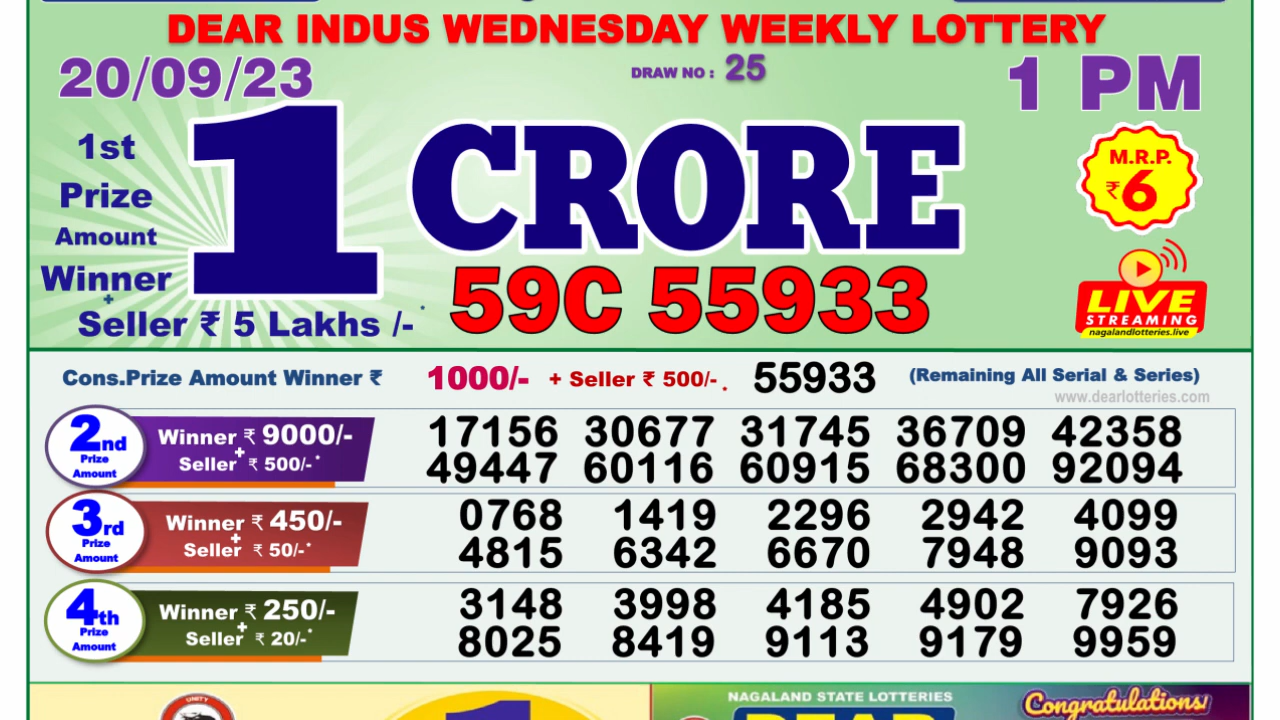 DEAR INDUS WEDNESDAY WEEKLY LOTTERY
20/09/23
DRAW NO : 25
1 PM
1st
Prize
Amount
Winner
+
Seller ₹ 5 Lakhs /- *
1 CRORE
59C 55933
M.R.P.
₹6
LIVE
STREAMING
nagalandlotteries.live
Cons.Prize Amount Winner ₹ 1000/- + Seller ₹ 500/- . 55933 (Remaining All Serial & Series)
www.dearlotteries.com
2nd
Prize
Amount
Winner ₹ 9000/-
+
Seller ₹ 500/- *
17156 30677 31745 36709 42358
49447 60116 60915 68300 92094
3rd
Prize
Amount
Winner ₹ 450/-
+
Seller ₹ 50/- *
0768 1419 2296 2942 4099
4815 6342 6670 7948 9093
4th
Prize
Amount
Winner ₹ 250/-
+
Seller ₹ 20/- *
3148 3998 4185 4902 7926
8025 8419 9113 9179 9959
UNITY
1
NAGALAND STATE LOTTERIES
DEAR
Congratulations!